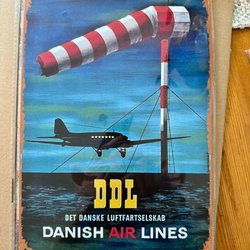 DDL
DET DANSKE LUFTFARTSELSKAB
DANISH AIR LINES